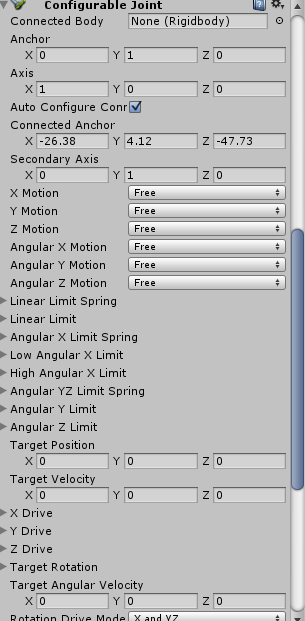 Configurable Joint
Connected Body None (Rigidbody)
Anchor
X 0 Y 1 Z 0
Axis
X 1 Y 0 Z 0
Auto Configure Conr
Connected Anchor
X -26.38 Y 4.12 Z -47.73
Secondary Axis
X 0 Y 1 Z 0
X Motion Free
Y Motion Free
Z Motion Free
Angular X Motion Free
Angular Y Motion Free
Angular Z Motion Free
Linear Limit Spring
Linear Limit
Angular X Limit Spring
Low Angular X Limit
High Angular X Limit
Angular YZ Limit Spring
Angular Y Limit
Angular Z Limit
Target Position
X 0 Y 0 Z 0
Target Velocity
X 0 Y 0 Z 0
X Drive
Y Drive
Z Drive
Target Rotation
Target Angular Velocity
X 0 Y 0 Z 0
Rotation Drive Mode X and YZ